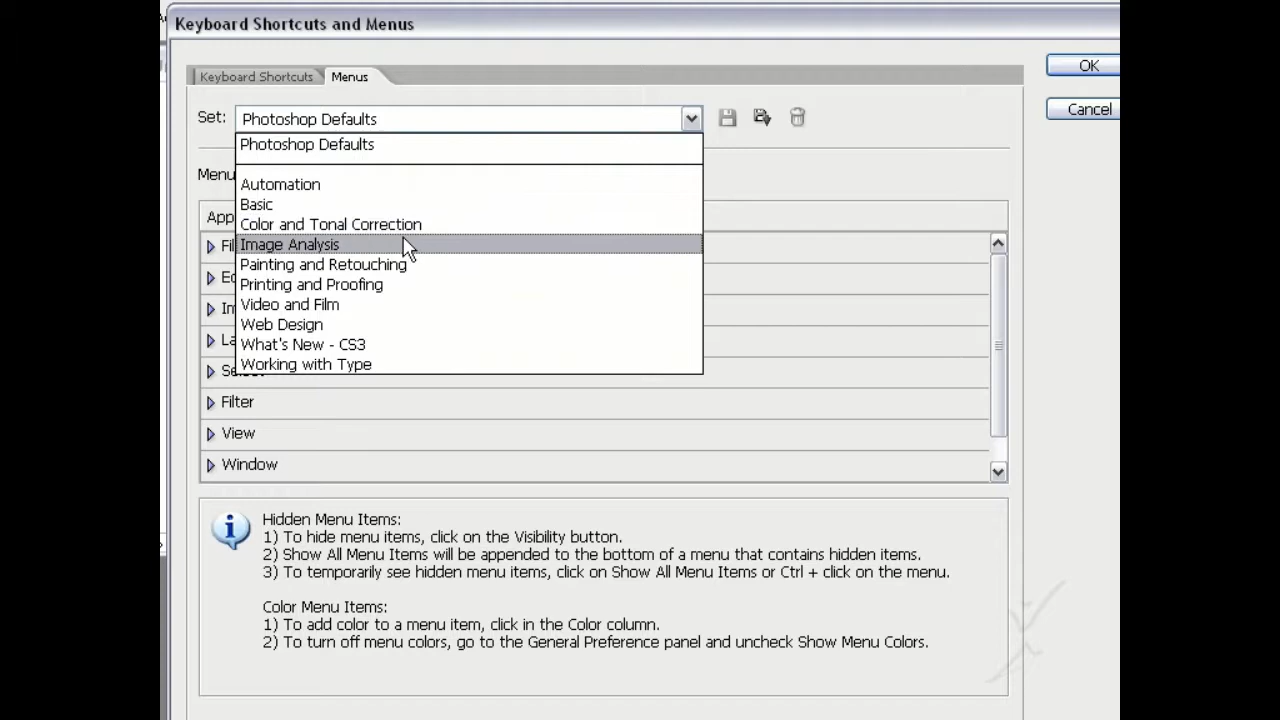 Keyboard Shortcuts and Menus
Keyboard Shortcuts
Menus
OK
Set:
Photoshop Defaults
Cancel
Photoshop Defaults
Menu
Automation
Basic
App
Color and Tonal Correction
Image Analysis
Painting and Retouching
Printing and Proofing
Video and Film
Web Design
What's New - CS3
Working with Type
Filter
View
Window
Hidden Menu Items:
1) To hide menu items, click on the Visibility button.
2) Show All Menu Items will be appended to the bottom of a menu that contains hidden items.
3) To temporarily see hidden menu items, click on Show All Menu Items or Ctrl + click on the menu.
Color Menu Items:
1) To add color to a menu item, click in the Color column.
2) To turn off menu colors, go to the General Preference panel and uncheck Show Menu Colors.